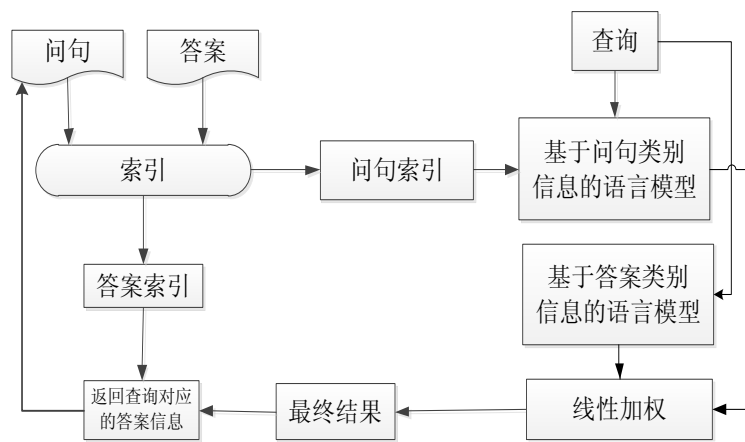 问句
答案
查询
索引
问句索引
基于问句类别
信息的语言模型
答案索引
基于答案类别
信息的语言模型
返回查询对应
的答案信息
最终结果
线性加权